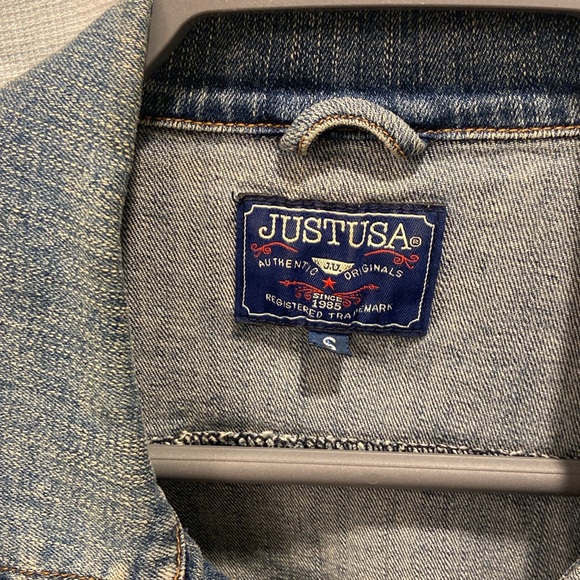 JUSTUSA®
AUTHENTIC J.U. ORIGINALS
SINCE
1985
REGISTERED TRADEMARK
S